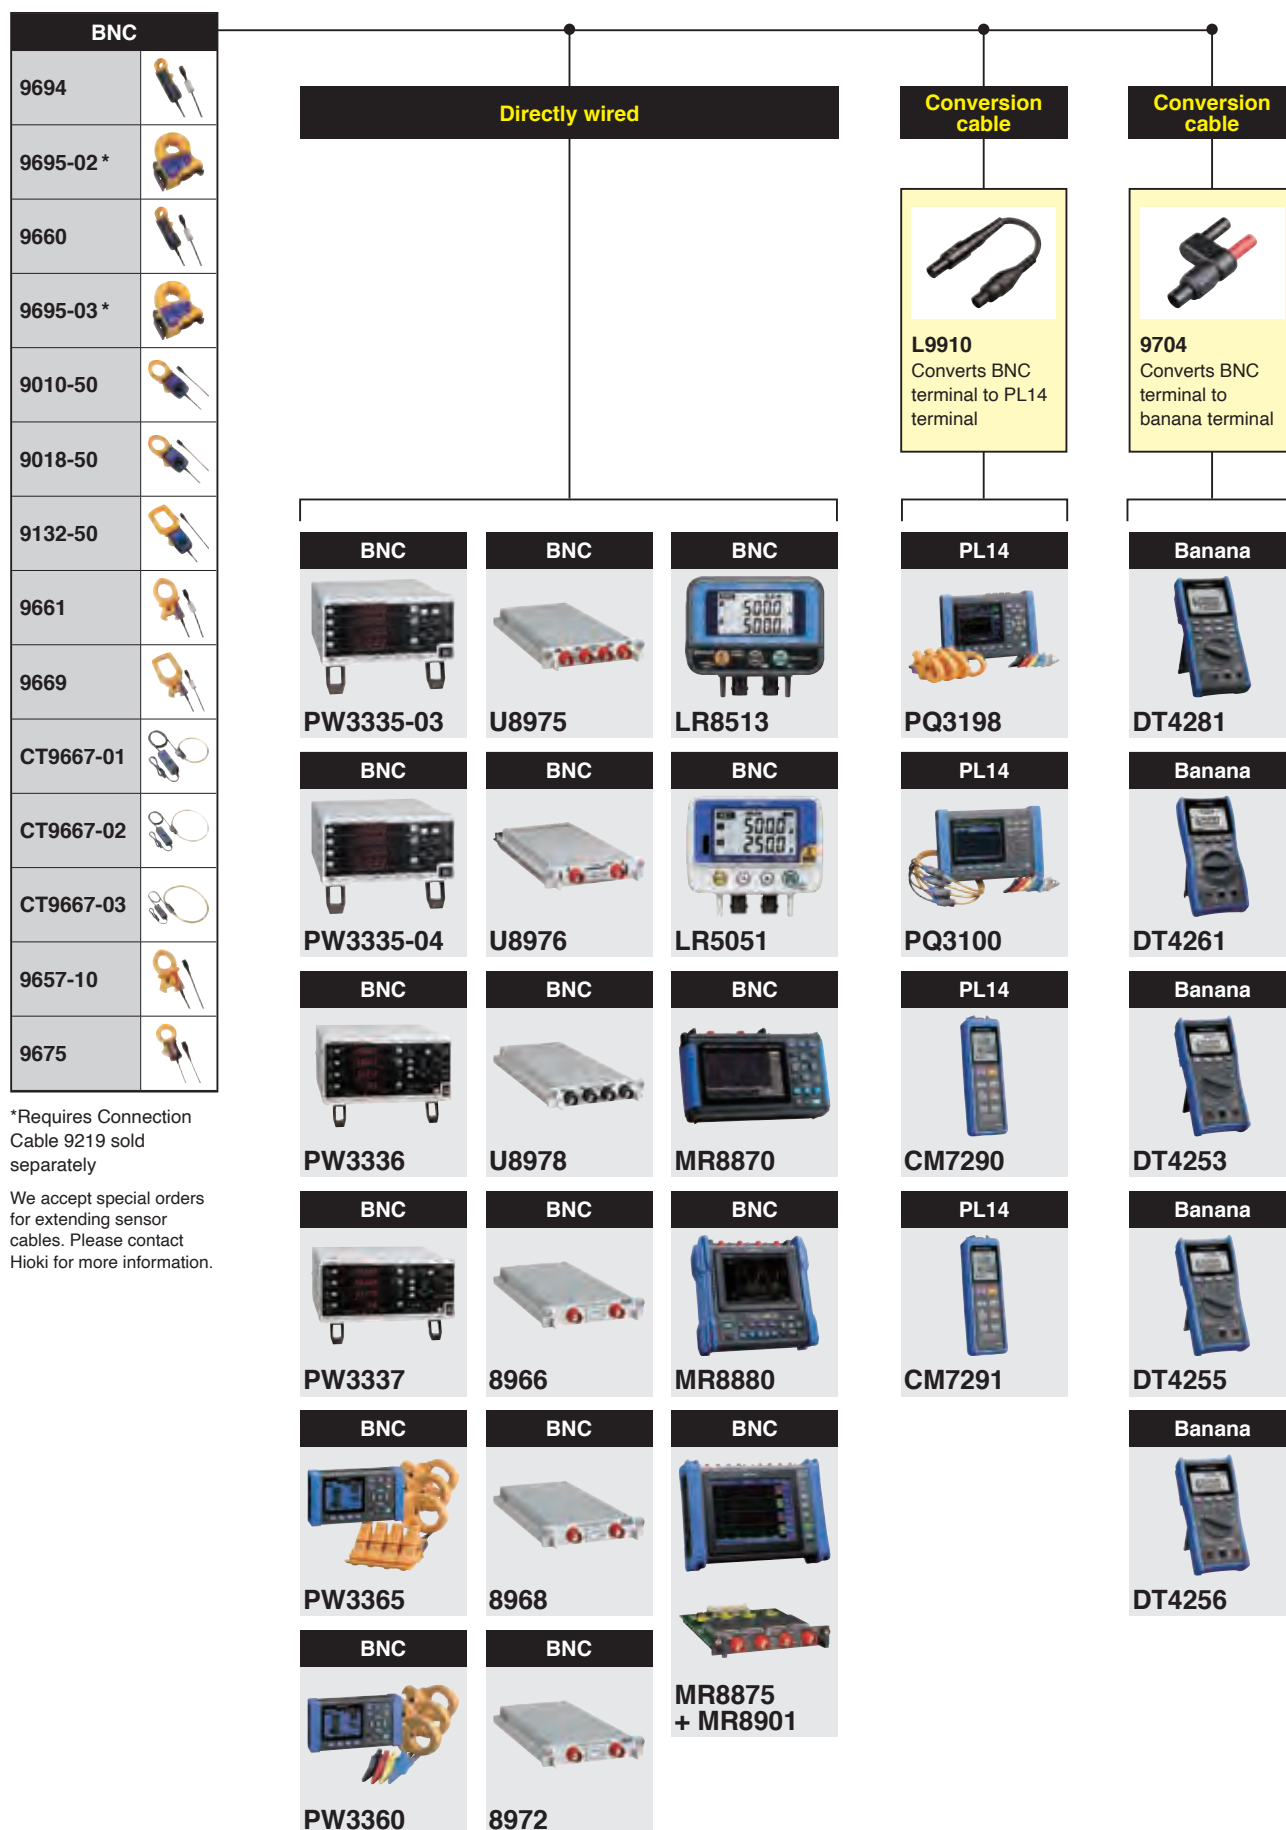 BNC
9694
9695-02 *
9660
9695-03 *
9010-50
9018-50
9132-50
9661
9669
CT9667-01
CT9667-02
CT9667-03
9657-10
9675
*Requires Connection
Cable 9219 sold
separately
We accept special orders
for extending sensor
cables. Please contact
Hioki for more information.
Directly wired
Conversion
cable
Conversion
cable
L9910
Converts BNC
terminal to PL14
terminal
9704
Converts BNC
terminal to
banana terminal
BNC
BNC
BNC
PL14
Banana
PW3335-03
U8975
LR8513
PQ3198
DT4281
BNC
BNC
BNC
PL14
Banana
PW3335-04
U8976
LR5051
PQ3100
DT4261
BNC
BNC
BNC
PL14
Banana
PW3336
U8978
MR8870
CM7290
DT4253
BNC
BNC
BNC
PL14
Banana
PW3337
8966
MR8880
CM7291
DT4255
BNC
BNC
BNC
Banana
PW3365
8968
DT4256
BNC
BNC
MR8875
+ MR8901
PW3360
8972